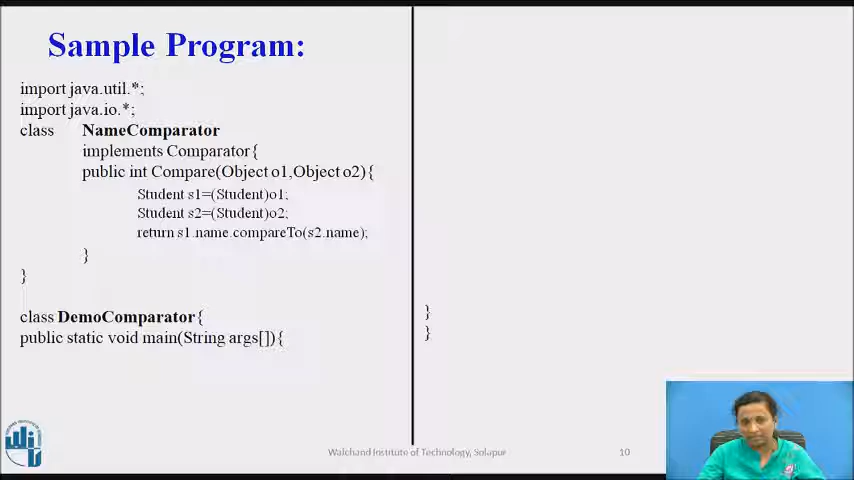 Sample Program:
import java.util.*;
import java.io.*;
class NameComparator
implements Comparator{
public int Compare(Object o1,Object o2){
Student s1=(Student)o1;
Student s2=(Student)o2;
return s1.name.compareTo(s2.name);
}
}
class DemoComparator{
public static void main(String args[]){
}
}
Walchand Institute of Technology, Solapur
10